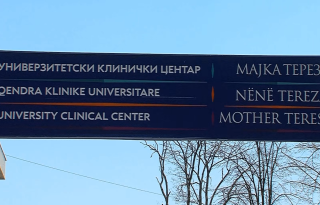 УНИВЕРЗИТЕТСКИ КЛИНИЧКИ ЦЕНТАР МАЈКА ТЕРЕЗ
QENDRA KLINIKE UNIVERSITARE NËNË TEREZ
UNIVERSITY CLINICAL CENTER MOTHER TERES